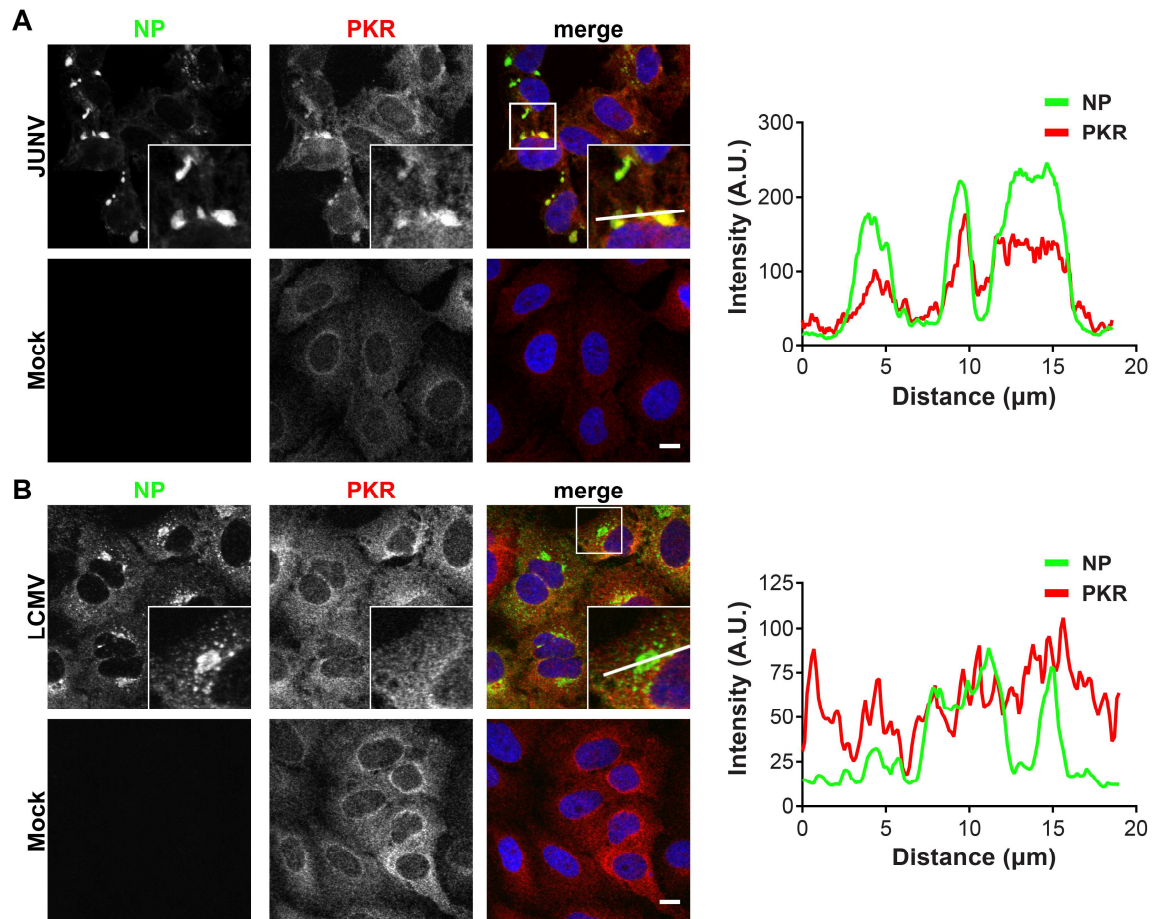 A
NP PKR merge
JUNV
Mock
NP
PKR
Intensity (A.U.)
300
200
100
0
0 5 10 15 20
Distance (µm)
B
NP PKR merge
LCMV
Mock
NP
PKR
Intensity (A.U.)
125
100
75
50
25
0
0 5 10 15 20
Distance (µm)